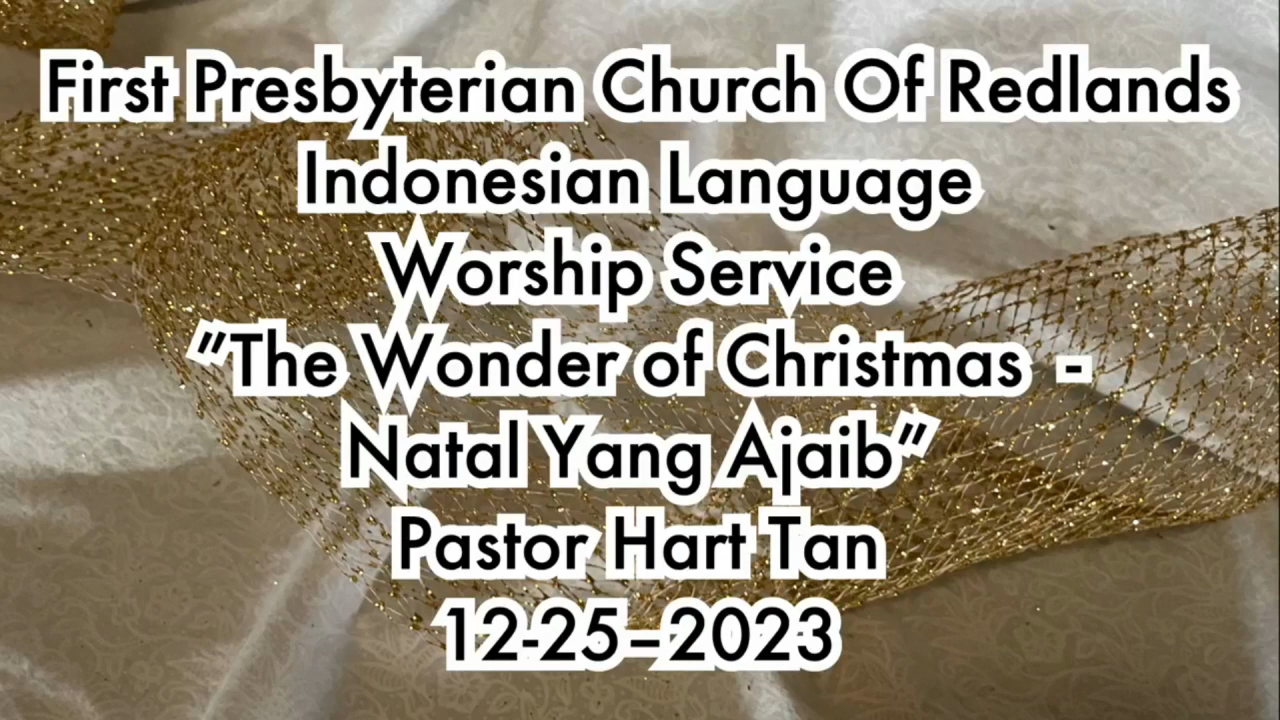 First Presbyterian Church Of Redlands
Indonesian Language
Worship Service
"The Wonder of Christmas -
Natal Yang Ajaib"
Pastor Hart Tan
12-25-2023